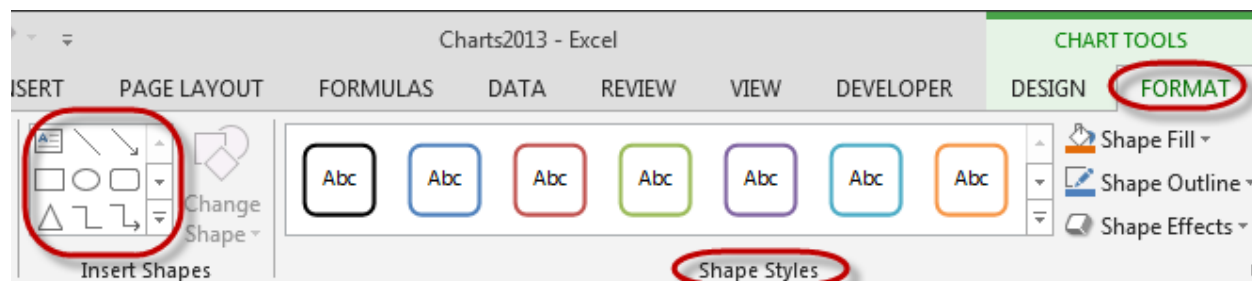 Charts2013 - Excel
CHART TOOLS
NSERT PAGE LAYOUT FORMULAS DATA REVIEW VIEW DEVELOPER DESIGN FORMAT
A
Abc Abc Abc Abc Abc Abc Abc
Change
Shape
Shape Fill
Shape Outline
Shape Effects
Insert Shapes
Shape Styles